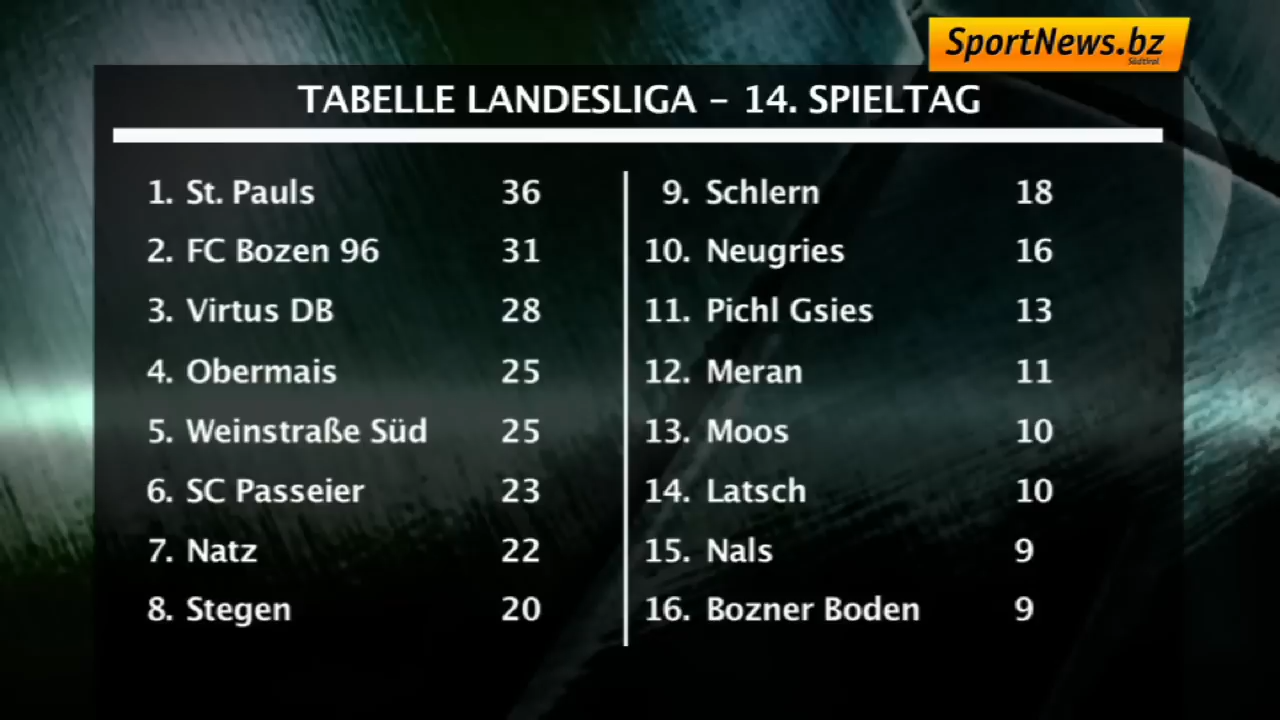 SportNews.bz
Südtirol
TABELLE LANDESLIGA – 14. SPIELTAG
1. St. Pauls 36
2. FC Bozen 96 31
3. Virtus DB 28
4. Obermais 25
5. Weinstraße Süd 25
6. SC Passeier 23
7. Natz 22
8. Stegen 20
9. Schlern 18
10. Neugries 16
11. Pichl Gsies 13
12. Meran 11
13. Moos 10
14. Latsch 10
15. Nals 9
16. Bozner Boden 9